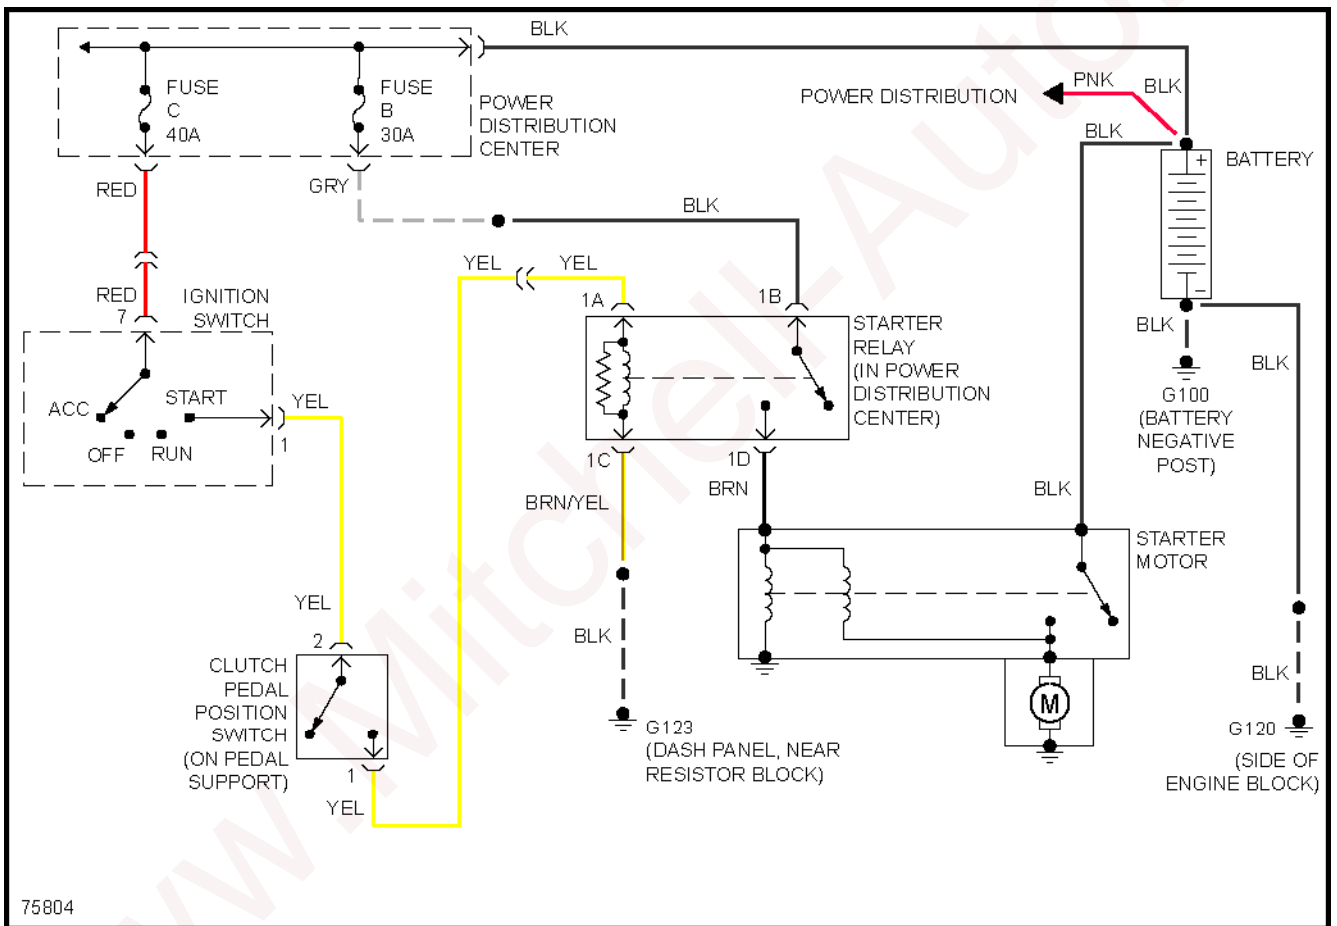 BLK
FUSE
C
40A
FUSE
B
30A
POWER
DISTRIBUTION
CENTER
POWER DISTRIBUTION
PNK
BLK
BLK
BATTERY
+
−
RED
GRY
BLK
YEL
YEL
RED
7
IGNITION
SWITCH
1A
1B
STARTER
RELAY
(IN POWER
DISTRIBUTION
CENTER)
BLK
G100
(BATTERY
NEGATIVE
POST)
BLK
ACC
OFF
RUN
START
YEL
1
1C
1D
BRN/YEL
BRN
BLK
STARTER
MOTOR
YEL
2
CLUTCH
PEDAL
POSITION
SWITCH
(ON PEDAL
SUPPORT)
1
YEL
BLK
G123
(DASH PANEL, NEAR
RESISTOR BLOCK)
M
BLK
G120
(SIDE OF
ENGINE BLOCK)
75804
www.Mitchell-Auto.